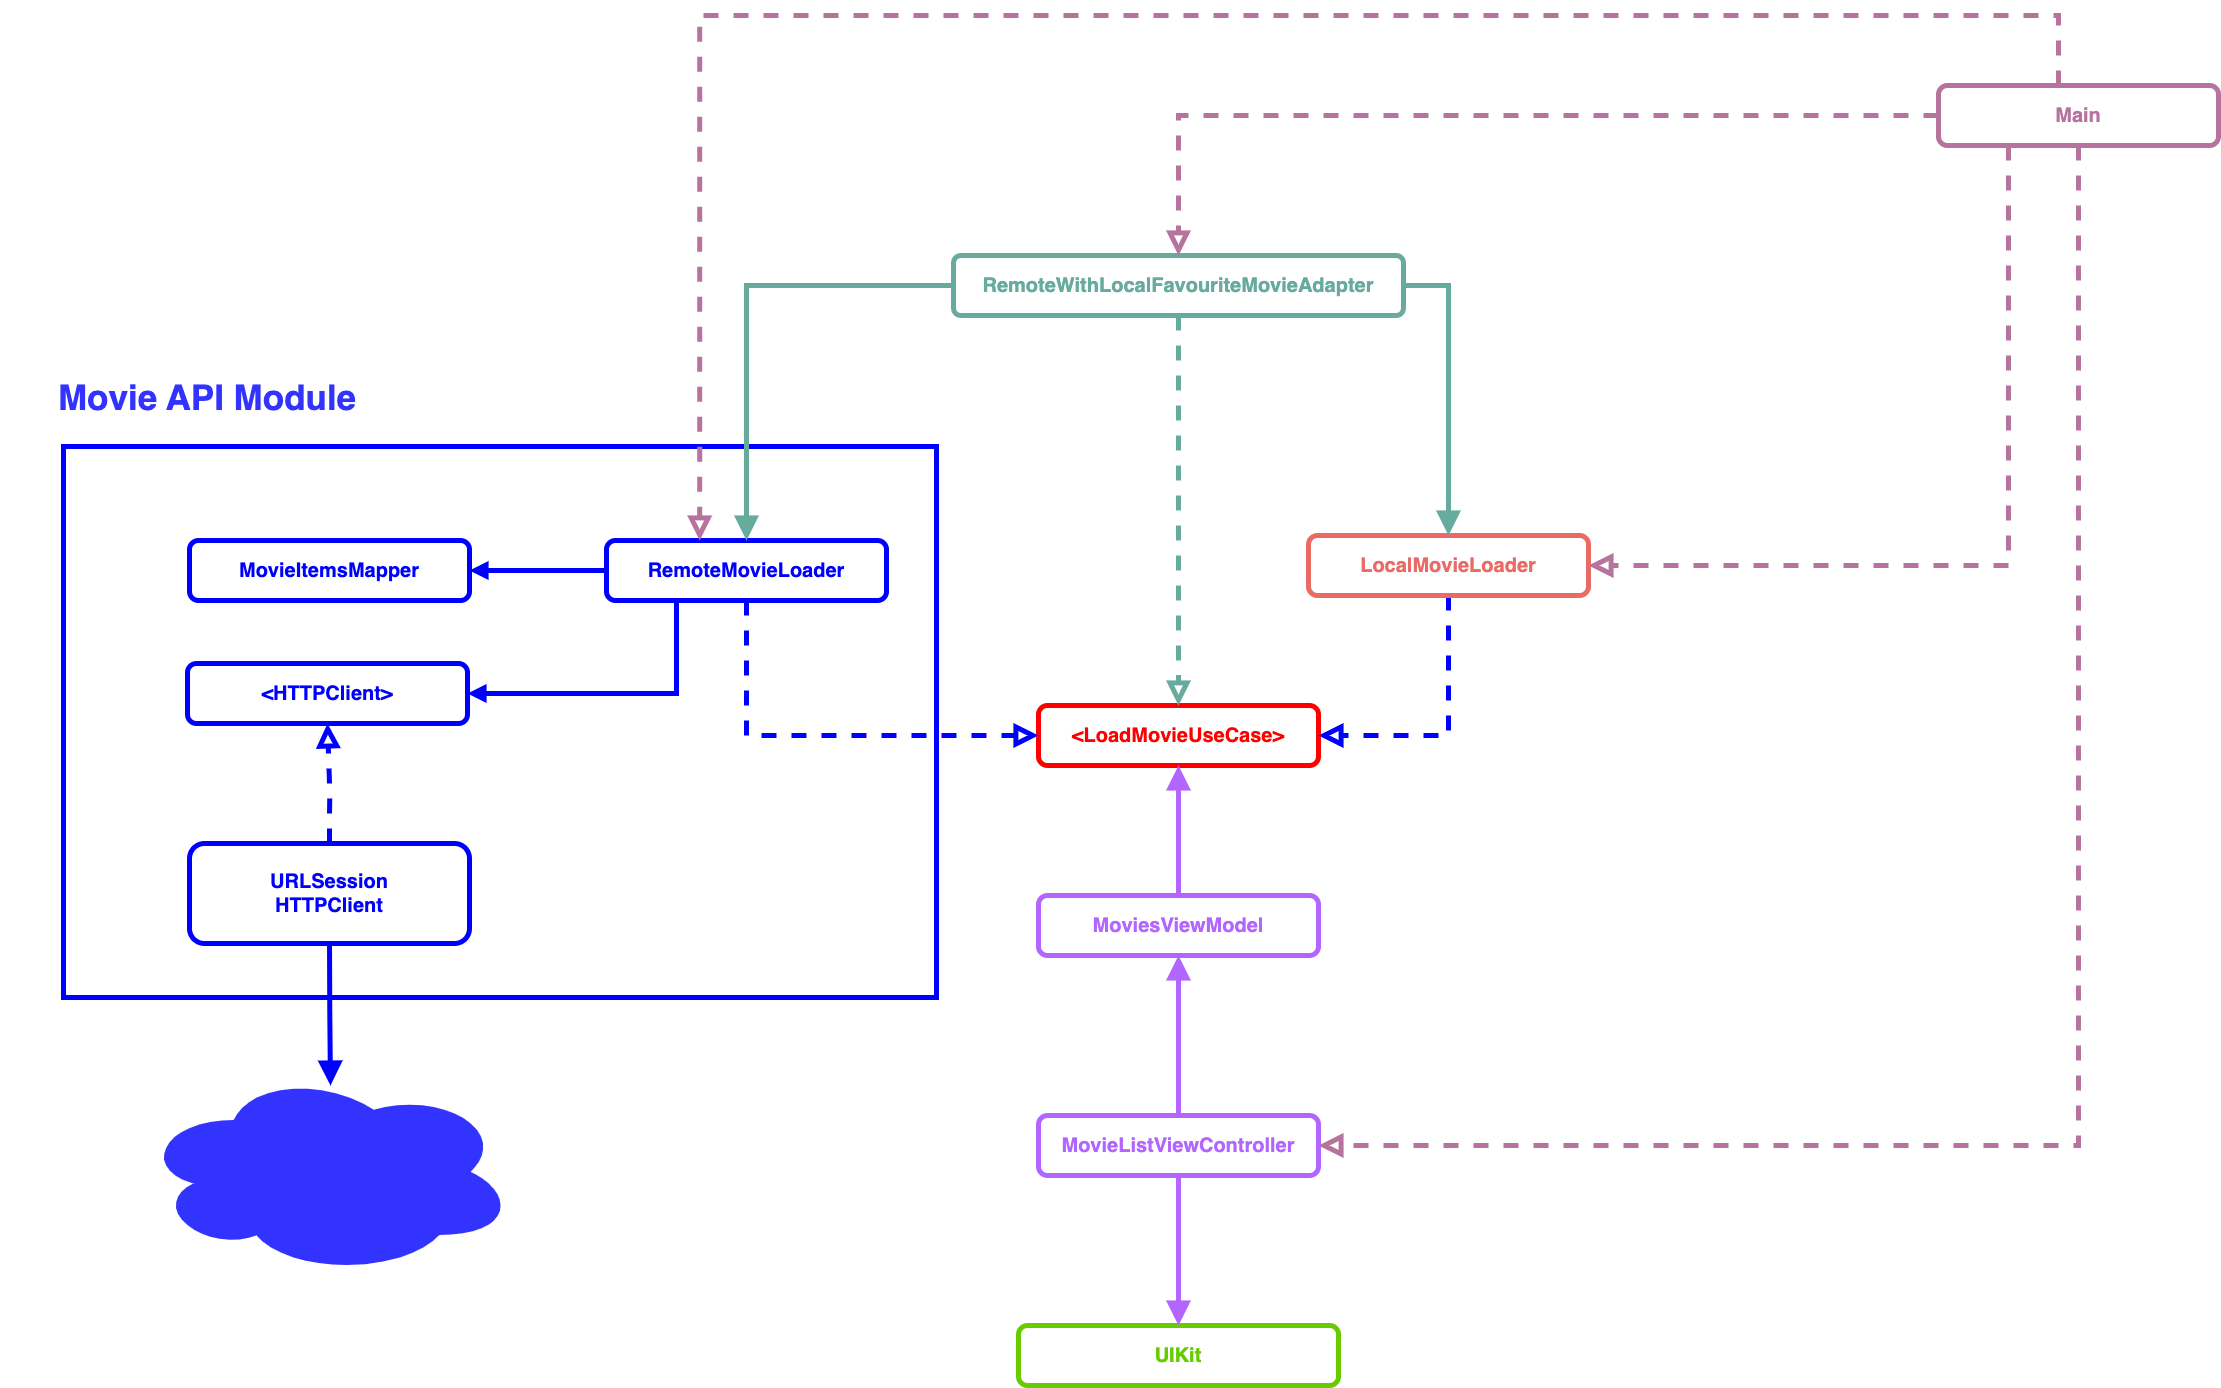 Main
RemoteWithLocalFavouriteMovieAdapter
Movie API Module
MovieItemsMapper
RemoteMovieLoader
LocalMovieLoader
<HTTPClient>
<LoadMovieUseCase>
URLSession
HTTPClient
MoviesViewModel
MovieListViewController
UIKit